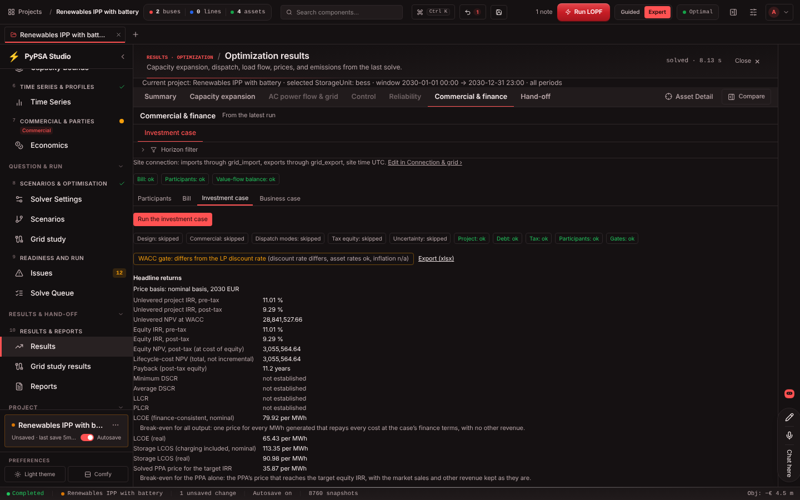 Projects / Renewables IPP with battery
2 buses
0 lines
4 assets
Search components...
Ctrl K
1
1 note
Run LOPF
Guided
Expert
Optimal
A
Renewables IPP with batt...
PyPSA Studio
RESULTS · OPTIMIZATION / Optimization results
Capacity expansion, dispatch, load flow, prices, and emissions from the last solve.
solved · 8.13 s
Close ×
Current project: Renewables IPP with battery · selected StorageUnit: bess · window 2030-01-01 00:00 → 2030-12-31 23:00 · all periods
TIME SERIES & PROFILES
Time Series
COMMERCIAL & PARTIES
Commercial
Economics
QUESTION & RUN
SCENARIOS & OPTIMISATION
Solver Settings
Scenarios
Grid study
READINESS AND RUN
Issues
12
Solve Queue
RESULTS & HAND-OFF
RESULTS & REPORTS
Results
Grid study results
Reports
PROJECT
Renewables IPP with b...
Unsaved · last save 5in...
Autosave
PREFERENCES
Light theme
Comfy
Summary
Capacity expansion
AC power flow & grid
Control
Reliability
Commercial & finance
Hand-off
Asset Detail
Compare
Commercial & finance
From the latest run
Investment case
Horizon filter
Site connection: imports through grid_import, exports through grid_export, site time UTC. Edit in Connection & grid ›
Bill: ok
Participants: ok
Value-flow balance: ok
Participants
Bill
Investment case
Business case
Run the investment case
Design: skipped
Commercial: skipped
Dispatch modes: skipped
Tax equity: skipped
Uncertainty: skipped
Project: ok
Debt: ok
Tax: ok
Participants: ok
Gates: ok
WACC gate: differs from the LP discount rate (discount rate differs, asset rates ok, inflation n/a)
Export (xlsx)
Headline returns
Price basis: nominal basis, 2030 EUR
Unlevered project IRR, pre-tax 11.01 %
Unlevered project IRR, post-tax 9.29 %
Unlevered NPV at WACC 28,841,527.66
Equity IRR, pre-tax 11.01 %
Equity IRR, post-tax 9.29 %
Equity NPV, post-tax (at cost of equity) 3,055,564.64
Lifecycle-cost NPV (total, not incremental) 3,055,564.64
Payback (post-tax equity) 11.2 years
Minimum DSCR not established
Average DSCR not established
LLCR not established
PLCR not established
LCOE (finance-consistent, nominal) 79.92 per MWh
Break-even for all output: one price for every MWh generated that repays every cost at the case's finance terms, with no other revenue.
LCOE (real) 65.43 per MWh
Storage LCOS (charging included, nominal) 113.35 per MWh
Storage LCOS (real) 90.98 per MWh
Solved PPA price for the target IRR 35.87 per MWh
Break-even for the PPA alone: the PPA's price that reaches the target equity IRR, with the market sales and other revenue kept as they are.
Chat here
Completed
Renewables IPP with battery
1 unsaved change
Autosave on
8760 snapshots
Obj: -€ 4.5